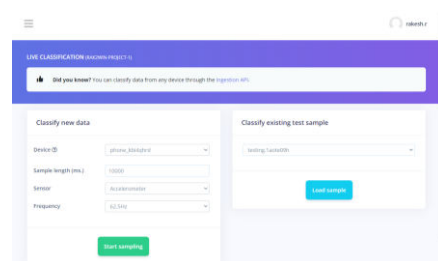 rakesh.r
LIVE CLASSIFICATION
Did you know? You can classify data from any device through the ingestion API.
Classify new data
Classify existing test sample
Device
Sample length (ms.)
10000
Sensor
Accelerometer
Frequency
62.5Hz
Load sample
Start sampling